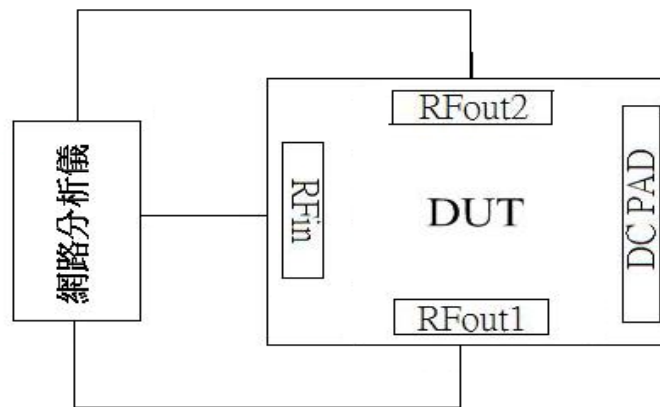 網路分析儀
RFin
RFout2
DUT
RFout1
DC PAD